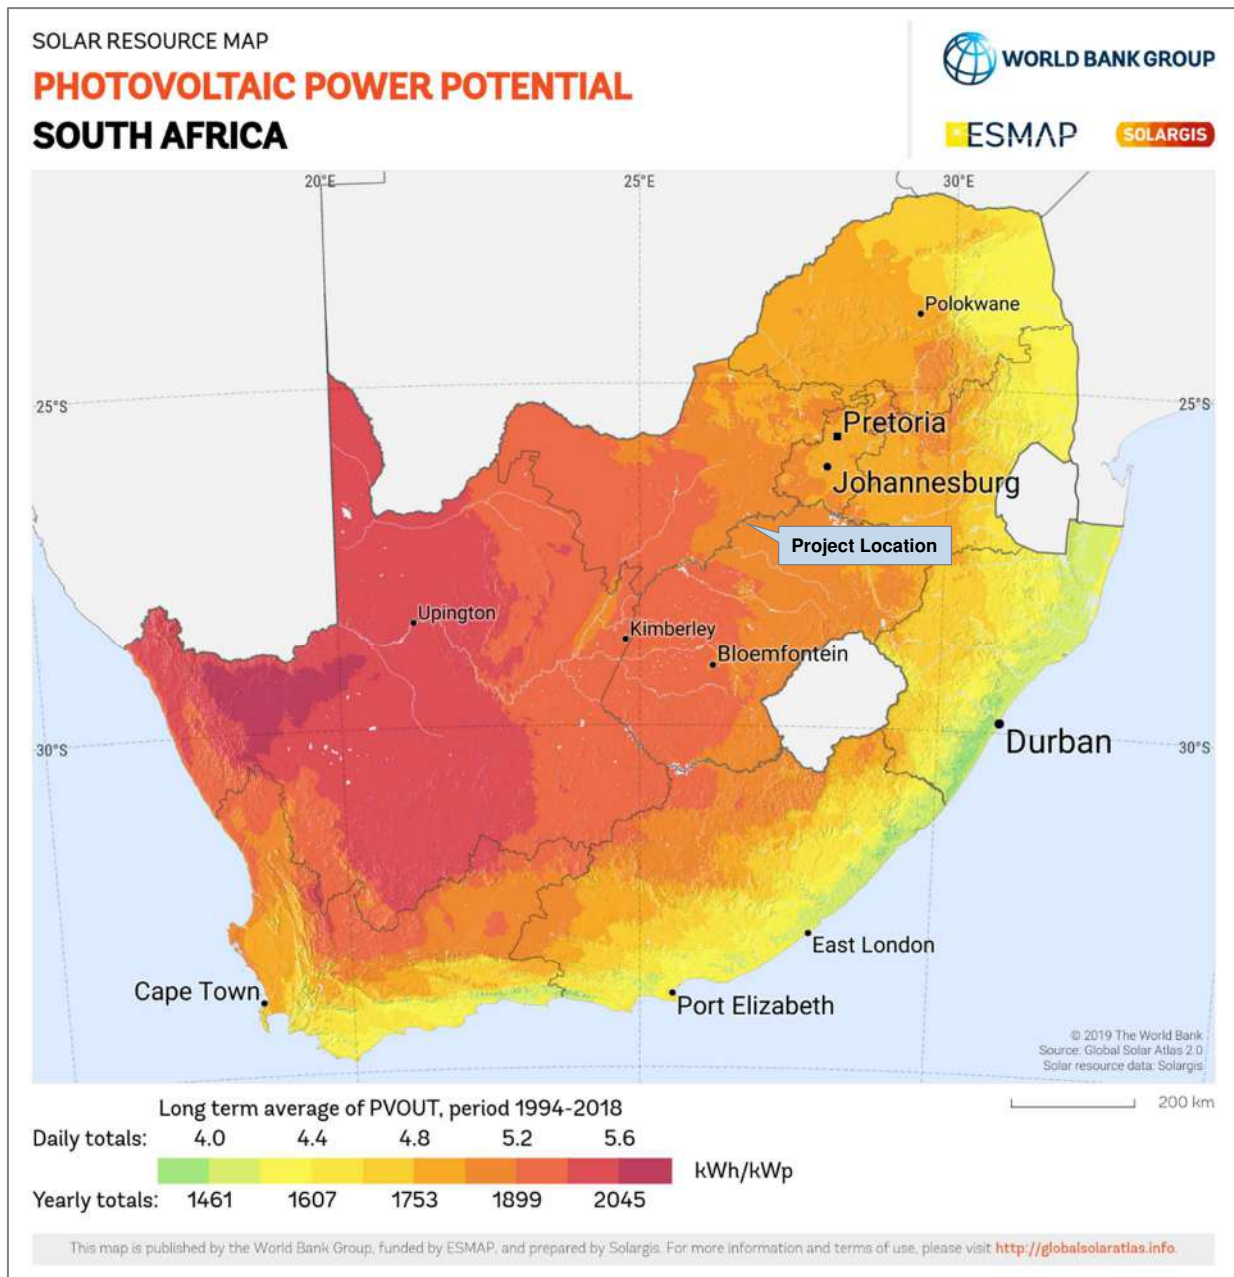 SOLAR RESOURCE MAP
PHOTOVOLTAIC POWER POTENTIAL
SOUTH AFRICA
WORLD BANK GROUP
ESMAP
SOLARGIS
20°E
25°E
30°E
Polokwane
25°S
25°S
Pretoria
Johannesburg
Project Location
Upington
Kimberley
Bloemfontein
Durban
30°S
30°S
East London
Cape Town
Port Elizabeth
© 2019 The World Bank
Source: Global Solar Atlas 2.0
Solar resource data: Solargis
200 km
Long term average of PVOUT, period 1994-2018
Daily totals: 4.0 4.4 4.8 5.2 5.6
kWh/kWp
Yearly totals: 1461 1607 1753 1899 2045
This map is published by the World Bank Group, funded by ESMAP, and prepared by Solargis. For more information and terms of use, please visit http://globalsolaratlas.info.